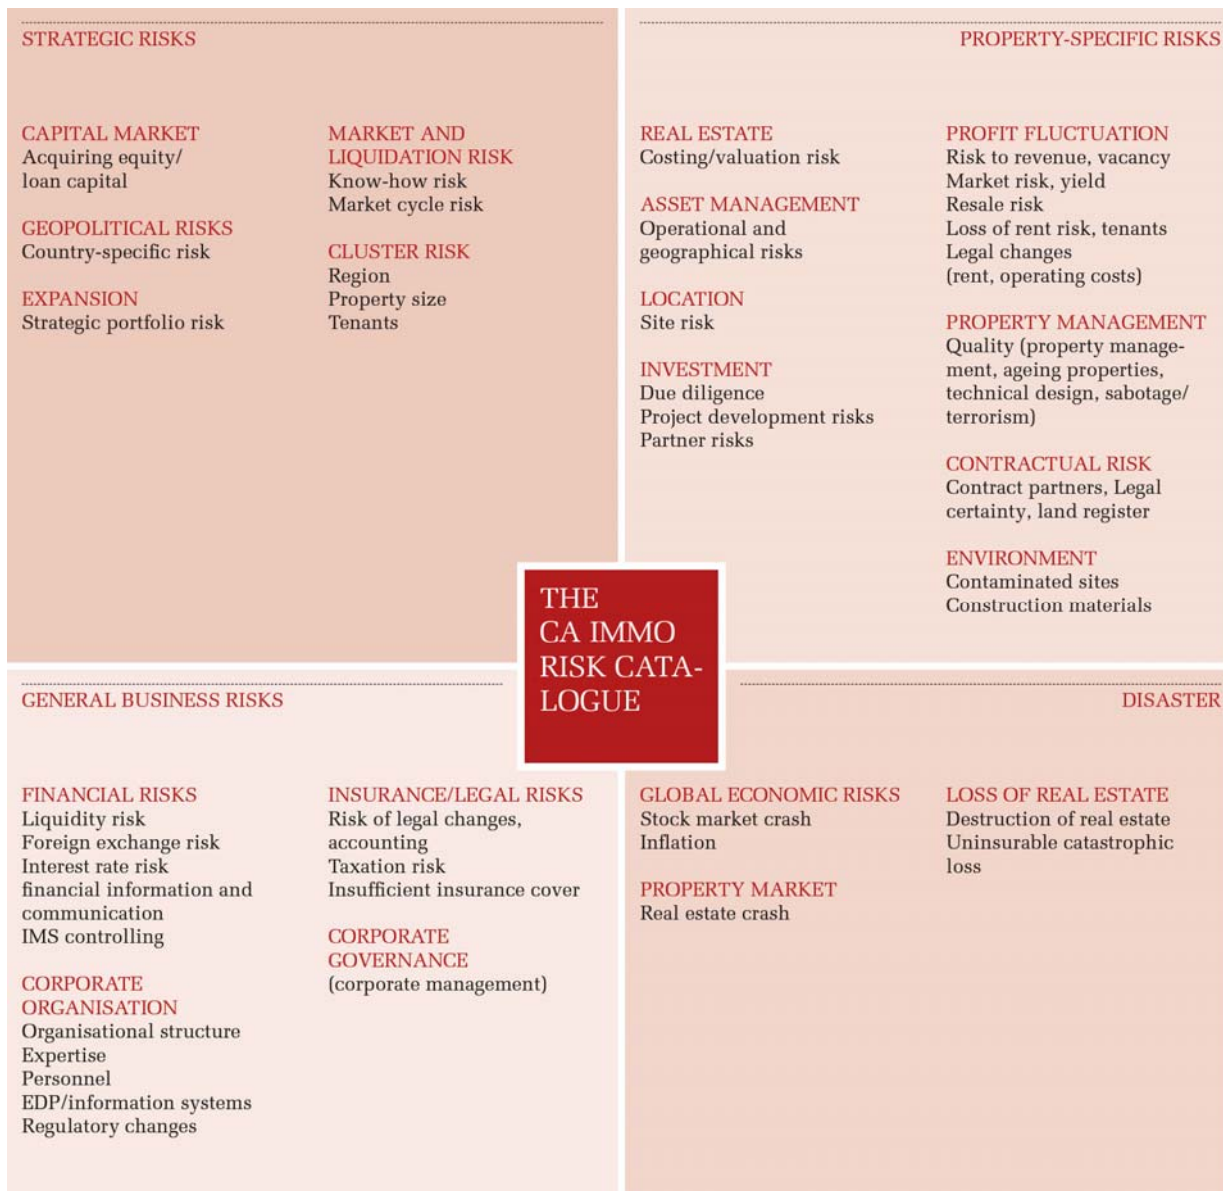 STRATEGIC RISKS
CAPITAL MARKET
Acquiring equity/
loan capital
GEOPOLITICAL RISKS
Country-specific risk
EXPANSION
Strategic portfolio risk
MARKET AND
LIQUIDATION RISK
Know-how risk
Market cycle risk
CLUSTER RISK
Region
Property size
Tenants
PROPERTY-SPECIFIC RISKS
REAL ESTATE
Costing/valuation risk
ASSET MANAGEMENT
Operational and
geographical risks
LOCATION
Site risk
INVESTMENT
Due diligence
Project development risks
Partner risks
PROFIT FLUCTUATION
Risk to revenue, vacancy
Market risk, yield
Resale risk
Loss of rent risk, tenants
Legal changes
(rent, operating costs)
PROPERTY MANAGEMENT
Quality (property manage-
ment, ageing properties,
technical design, sabotage/
terrorism)
CONTRACTUAL RISK
Contract partners, Legal
certainty, land register
ENVIRONMENT
Contaminated sites
Construction materials
THE
CA IMMO
RISK CATA-
LOGUE
GENERAL BUSINESS RISKS
FINANCIAL RISKS
Liquidity risk
Foreign exchange risk
Interest rate risk
financial information and
communication
IMS controlling
CORPORATE
ORGANISATION
Organisational structure
Expertise
Personnel
EDP/information systems
Regulatory changes
INSURANCE/LEGAL RISKS
Risk of legal changes,
accounting
Taxation risk
Insufficient insurance cover
CORPORATE
GOVERNANCE
(corporate management)
DISASTER
GLOBAL ECONOMIC RISKS
Stock market crash
Inflation
PROPERTY MARKET
Real estate crash
LOSS OF REAL ESTATE
Destruction of real estate
Uninsurable catastrophic
loss